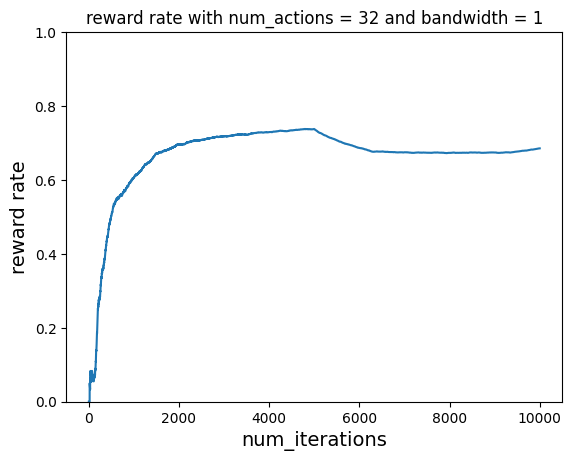 reward rate with num_actions = 32 and bandwidth = 1
1.0
0.8
0.6
0.4
0.2
0.0
reward rate
0 2000 4000 6000 8000 10000
num_iterations